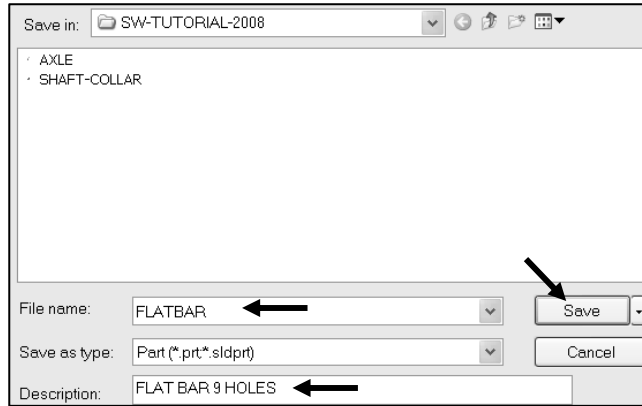 Save in: SW-TUTORIAL-2008
AXLE
SHAFT-COLLAR
File name: FLATBAR Save
Save as type: Part (*.prt;*.sldprt) Cancel
Description: FLAT BAR 9 HOLES